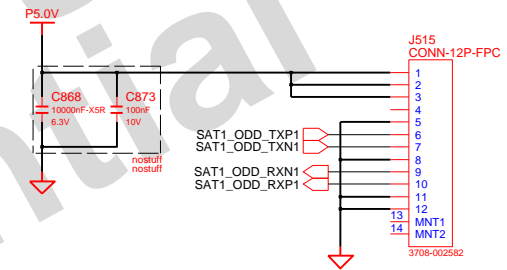 P5.0V
J515
CONN-12P-FPC
C868
10000nF-X5R
6.3V
C873
100nF
10V
nostuff
nostuff
SAT1_ODD_TXP1
SAT1_ODD_TXN1
SAT1_ODD_RXN1
SAT1_ODD_RXP1
1
2
3
4
5
6
7
8
9
10
11
12
13
MNT1
14
MNT2
3708-002582